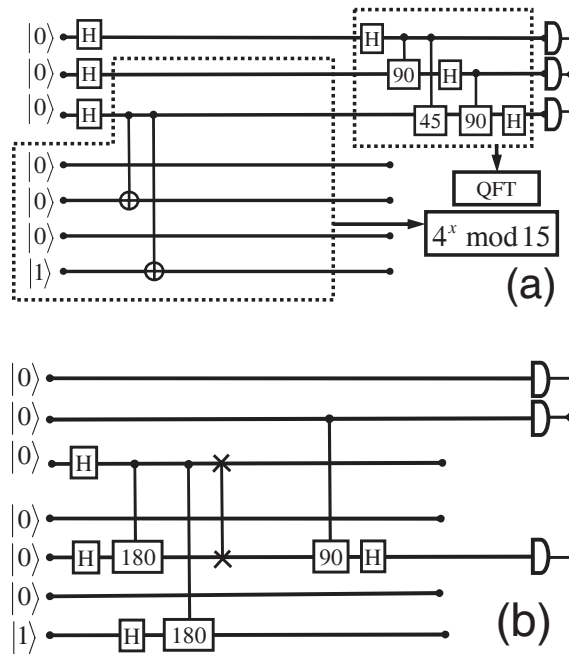 |0⟩ H H
|0⟩ H 90 H
|0⟩ H 45 90 H
|0⟩
|0⟩ QFT
|0⟩ 4^x mod 15
|1⟩
(a)
|0⟩
|0⟩
|0⟩ H
|0⟩
|0⟩ H 180 90 H
|0⟩
|1⟩ H 180
(b)